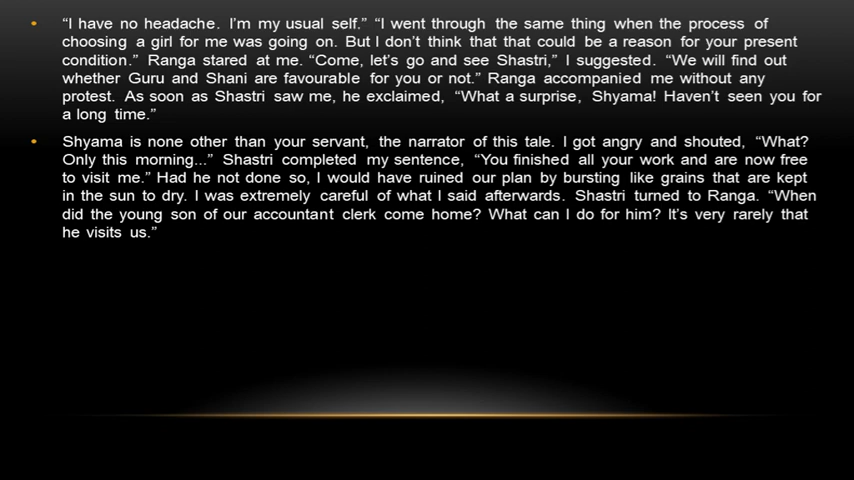 • “I have no headache. I’m my usual self.” “I went through the same thing when the process of
choosing a girl for me was going on. But I don’t think that that could be a reason for your present
condition.” Ranga stared at me. “Come, let’s go and see Shastri,” I suggested. “We will find out
whether Guru and Shani are favourable for you or not.” Ranga accompanied me without any
protest. As soon as Shastri saw me, he exclaimed, “What a surprise, Shyama! Haven’t seen you for
a long time.”
• Shyama is none other than your servant, the narrator of this tale. I got angry and shouted, “What?
Only this morning...” Shastri completed my sentence, “You finished all your work and are now free
to visit me.” Had he not done so, I would have ruined our plan by bursting like grains that are kept
in the sun to dry. I was extremely careful of what I said afterwards. Shastri turned to Ranga. “When
did the young son of our accountant clerk come home? What can I do for him? It’s very rarely that
he visits us.”